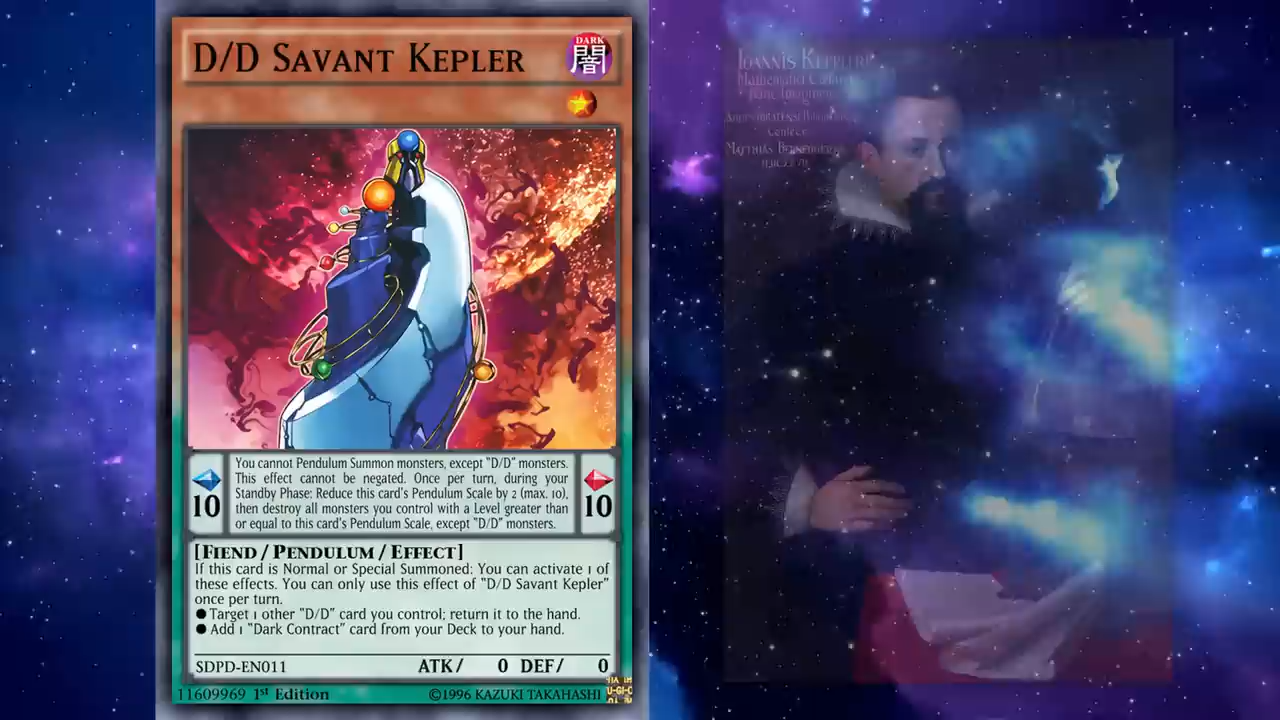 D/D SAVANT KEPLER
DARK
闇
You cannot Pendulum Summon monsters, except "D/D" monsters.
This effect cannot be negated. Once per turn, during your
Standby Phase: Reduce this card's Pendulum Scale by 2 (max. 10),
then destroy all monsters you control with a Level greater than
or equal to this card's Pendulum Scale, except "D/D" monsters.
10
10
[FIEND / PENDULUM / EFFECT]
If this card is Normal or Special Summoned: You can activate 1 of
these effects. You can only use this effect of "D/D Savant Kepler"
once per turn.
●Target 1 other "D/D" card you control; return it to the hand.
●Add 1 "Dark Contract" card from your Deck to your hand.
SDPD-EN011
ATK/ 0 DEF/ 0
11609969 1st Edition
©1996 KAZUKI TAKAHASHI
IOANNIS KEPPLERI
Mathematici